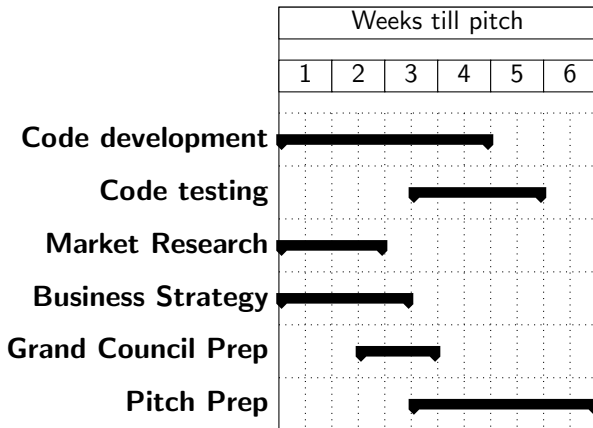 Weeks till pitch
1 2 3 4 5 6
Code development
Code testing
Market Research
Business Strategy
Grand Council Prep
Pitch Prep